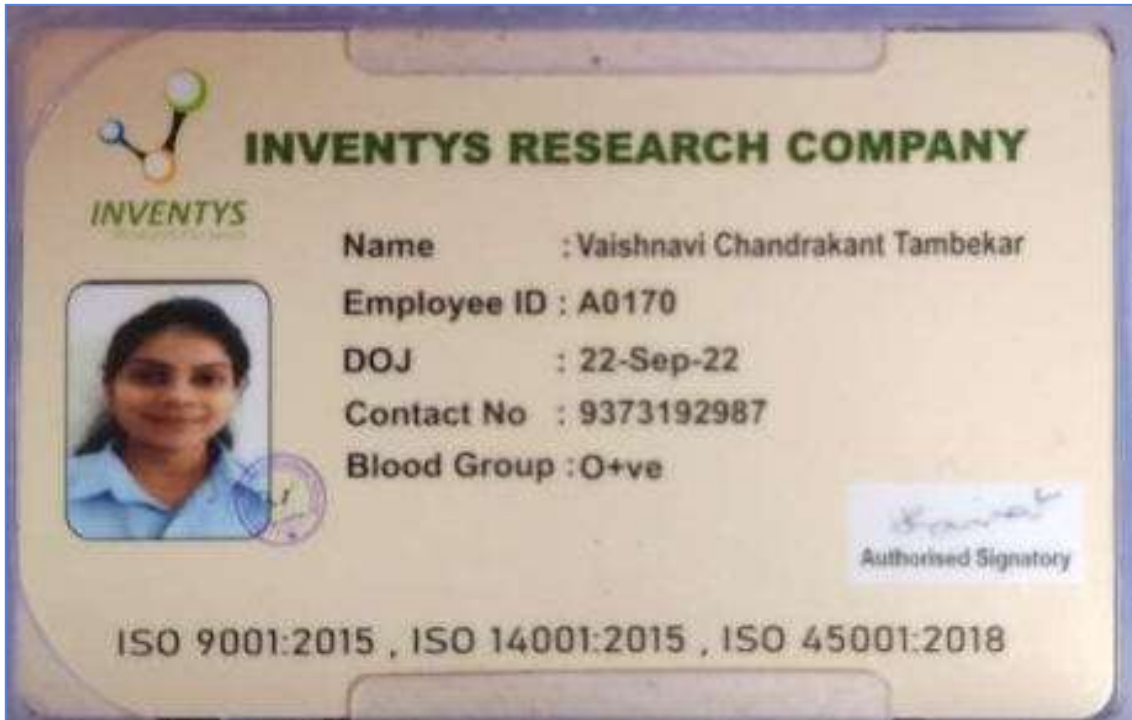 INVENTYS RESEARCH COMPANY
INVENTYS
Name : Vaishnavi Chandrakant Tambekar
Employee ID : A0170
DOJ : 22-Sep-22
Contact No : 9373192987
Blood Group :O+ve
Authorised Signatory
ISO 9001:2015 , ISO 14001:2015 , ISO 45001:2018